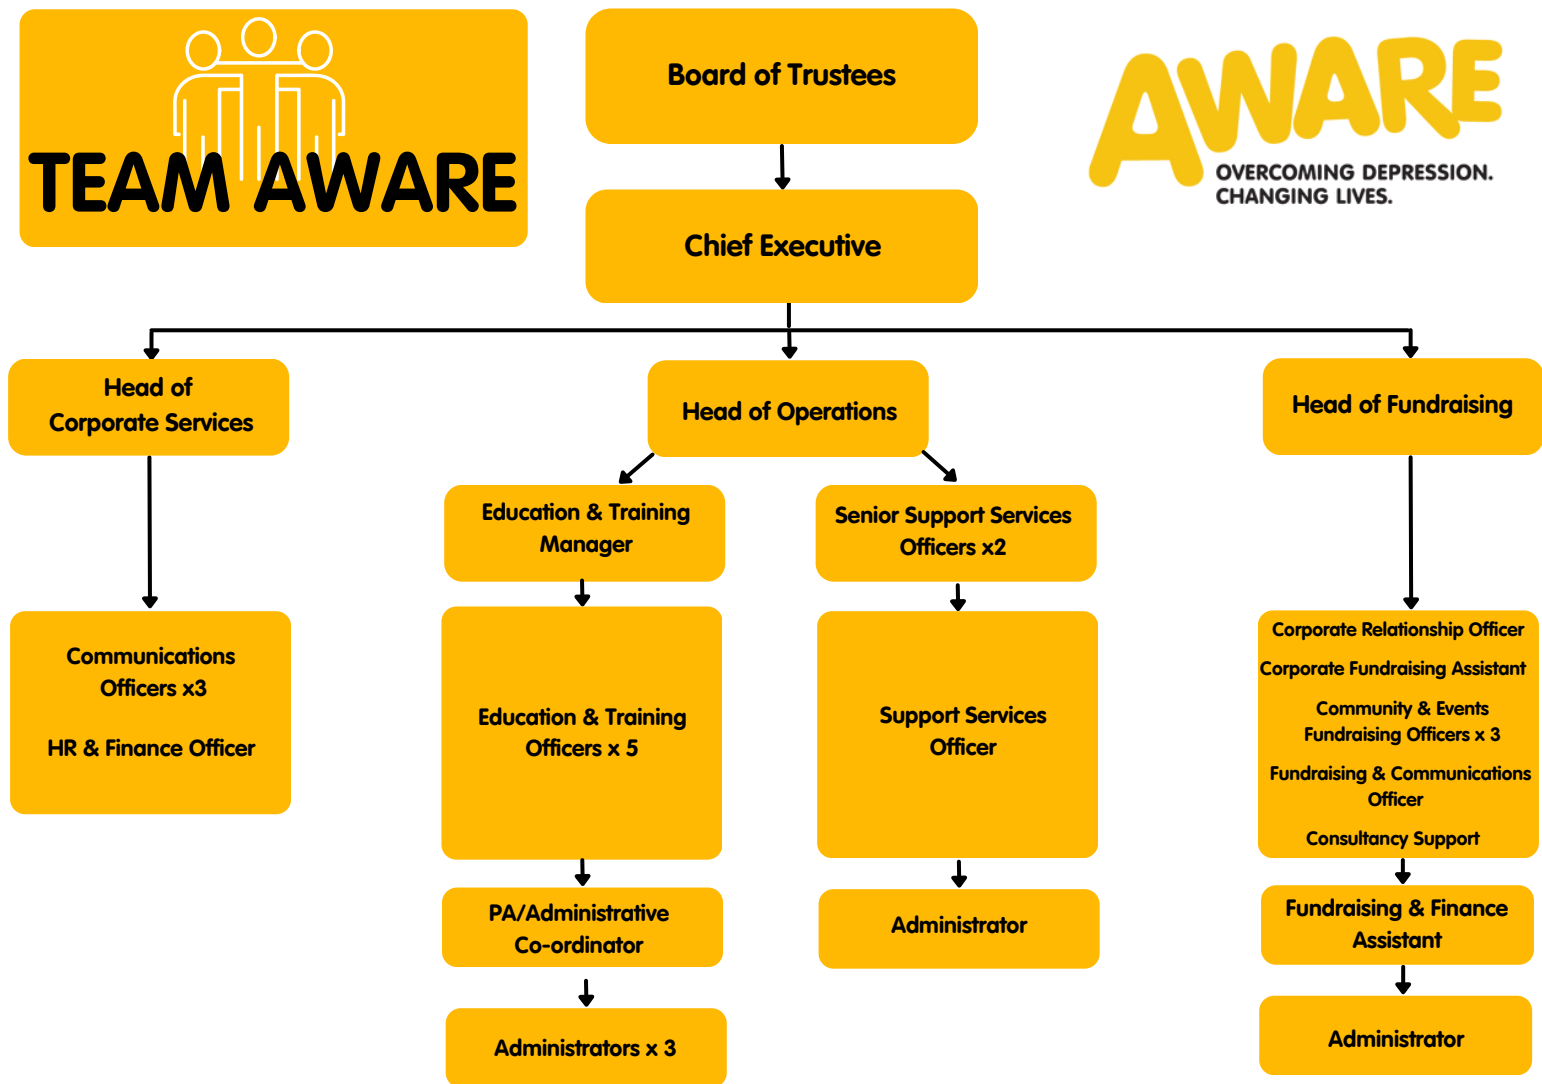 TEAM AWARE
Board of Trustees
AWARE
OVERCOMING DEPRESSION.
CHANGING LIVES.
Chief Executive
Head of
Corporate Services
Head of Operations
Head of Fundraising
Education & Training
Manager
Senior Support Services
Officers x2
Communications
Officers x3
HR & Finance Officer
Education & Training
Officers x 5
Support Services
Officer
Corporate Relationship Officer
Corporate Fundraising Assistant
Community & Events
Fundraising Officers x 3
Fundraising & Communications
Officer
Consultancy Support
PA/Administrative
Co-ordinator
Administrator
Fundraising & Finance
Assistant
Administrators x 3
Administrator